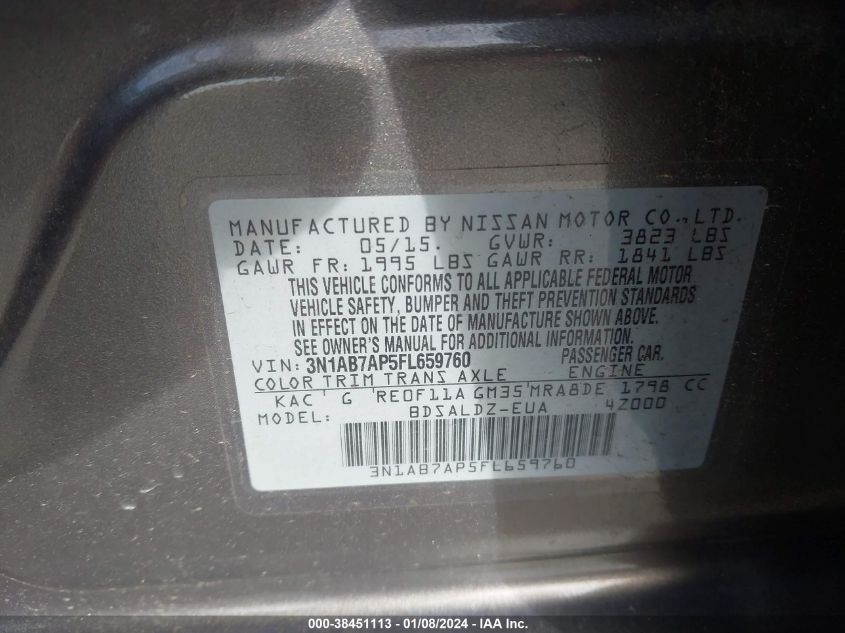 MANUFACTURED BY NISSAN MOTOR CO.,LTD.
DATE: 05/15. GVWR: 3823 LBS
GAWR FR: 1995 LBS GAWR RR: 1841 LBS
THIS VEHICLE CONFORMS TO ALL APPLICABLE FEDERAL MOTOR
VEHICLE SAFETY, BUMPER AND THEFT PREVENTION STANDARDS
IN EFFECT ON THE DATE OF MANUFACTURE SHOWN ABOVE.
SEE OWNER'S MANUAL FOR ADDITIONAL INFORMATION.
VIN: 3N1AB7AP5FL659760 PASSENGER CAR.
COLOR TRIM TRANS AXLE ENGINE
KAC G RE0F11A GM35 MRA8DE 1798 CC
MODEL: BDSALDZ-EUA 4Z000
3N1AB7AP5FL659760
000-38451113 - 01/08/2024 - IAA, Inc.